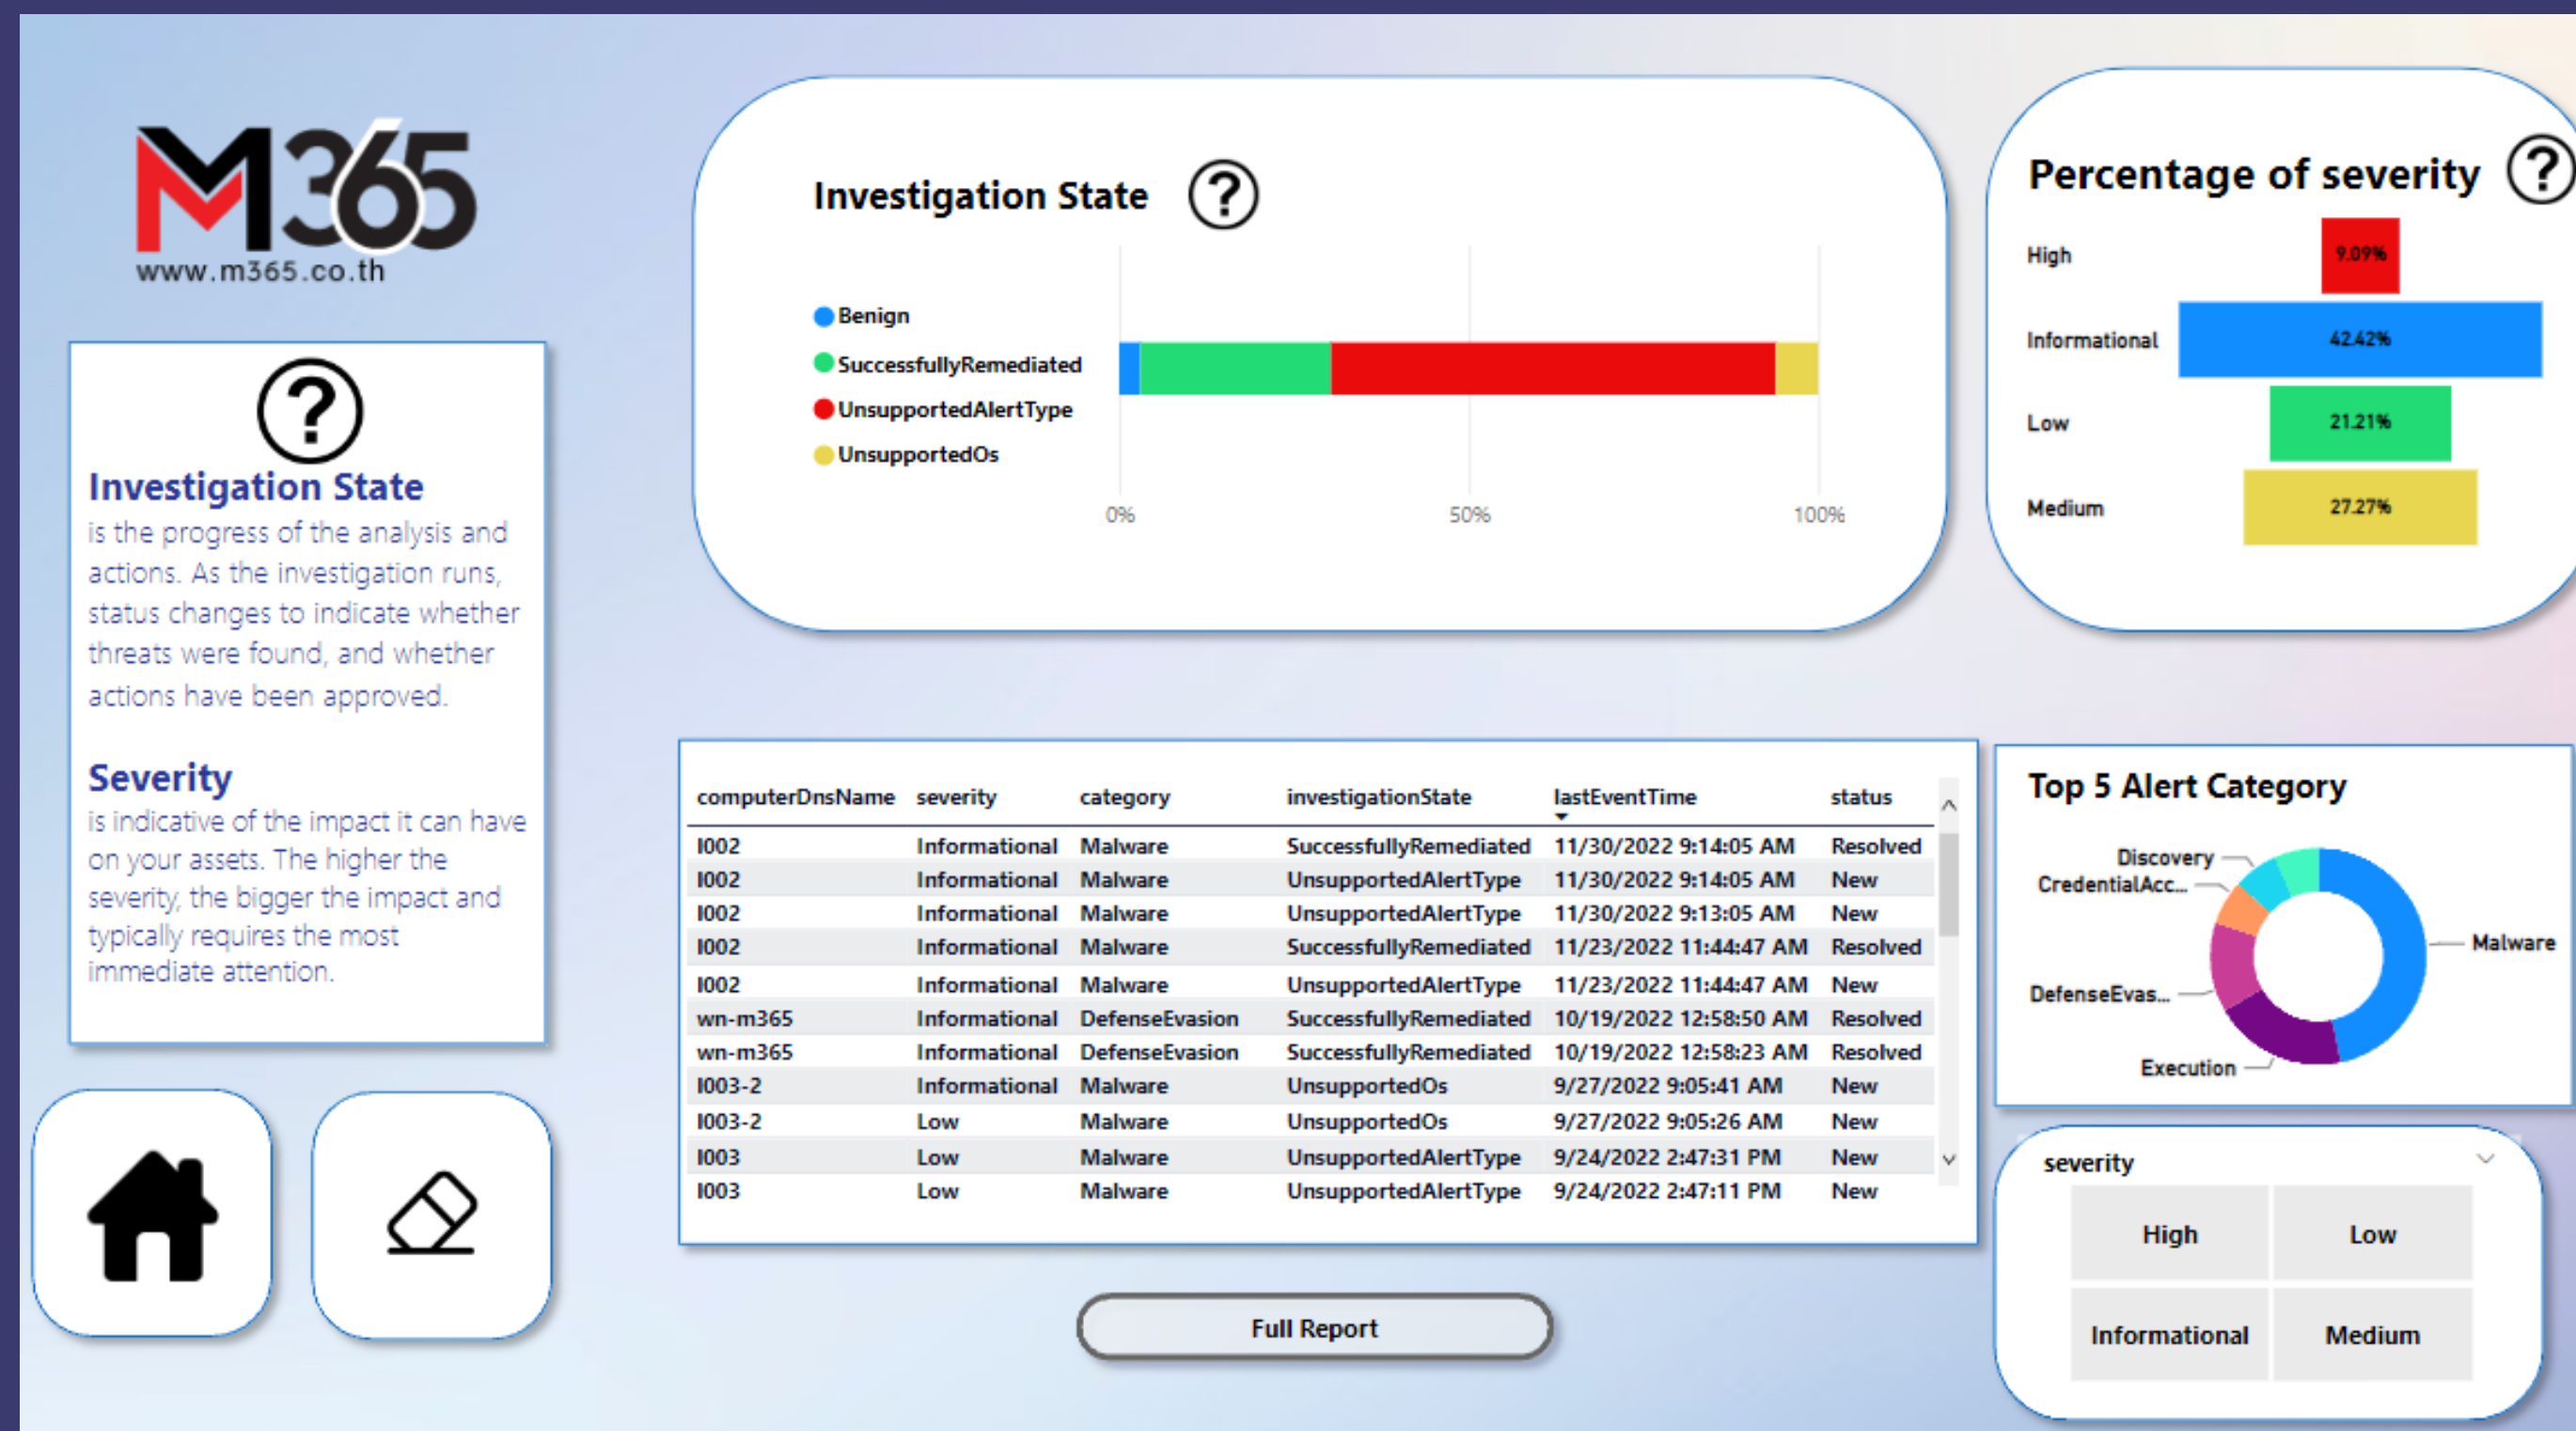 M365
www.m365.co.th
?
Investigation State
is the progress of the analysis and
actions. As the investigation runs,
status changes to indicate whether
threats were found, and whether
actions have been approved.
Severity
is indicative of the impact it can have
on your assets. The higher the
severity, the bigger the impact and
typically requires the most
immediate attention.
Investigation State ?
Benign
SuccessfullyRemediated
UnsupportedAlertType
UnsupportedOs
0% 50% 100%
Percentage of severity ?
High 9.09%
Informational 42.42%
Low 21.21%
Medium 27.27%
computerDnsName severity category investigationState lastEventTime status
l002 Informational Malware SuccessfullyRemediated 11/30/2022 9:14:05 AM Resolved
l002 Informational Malware UnsupportedAlertType 11/30/2022 9:14:05 AM New
l002 Informational Malware UnsupportedAlertType 11/30/2022 9:13:05 AM New
l002 Informational Malware SuccessfullyRemediated 11/23/2022 11:44:47 AM Resolved
l002 Informational Malware UnsupportedAlertType 11/23/2022 11:44:47 AM New
wn-m365 Informational DefenseEvasion SuccessfullyRemediated 10/19/2022 12:58:50 AM Resolved
wn-m365 Informational DefenseEvasion SuccessfullyRemediated 10/19/2022 12:58:23 AM Resolved
l003-2 Informational Malware UnsupportedOs 9/27/2022 9:05:41 AM New
l003-2 Low Malware UnsupportedOs 9/27/2022 9:05:26 AM New
l003 Low Malware UnsupportedAlertType 9/24/2022 2:47:31 PM New
l003 Low Malware UnsupportedAlertType 9/24/2022 2:47:11 PM New
Full Report
Top 5 Alert Category
Discovery
CredentialAcc...
Malware
DefenseEvas...
Execution
severity
High Low
Informational Medium